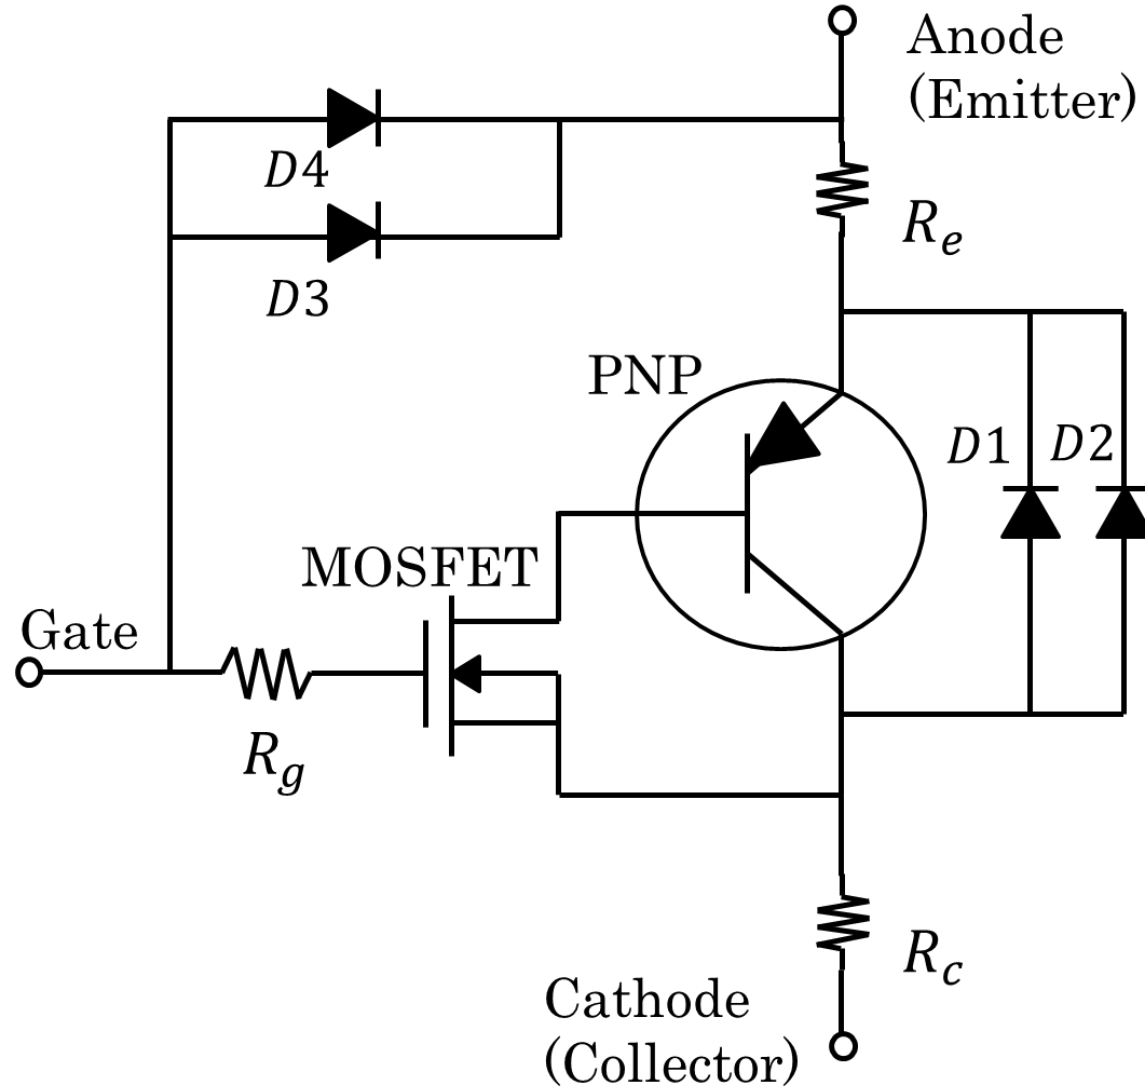 Anode
(Emitter)
D4
R_e
D3
PNP
D1 D2
MOSFET
Gate
R_g
R_c
Cathode
(Collector)